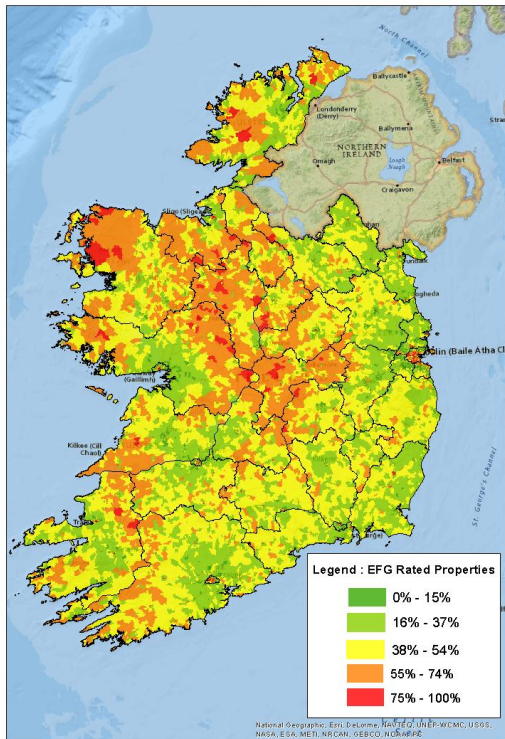 North Channel
Ballycastle
Londonderry
(Derry)
Ballymena
NORTHERN
IRELAND
Lough
Neagh
Belfast
Omagh
Craigavon
Sligo (Sligeach)
(Gaillimh)
Kilkee (Cill
Chaoi)
St. George's Channel
Legend : EFG Rated Properties
0% - 15%
16% - 37%
38% - 54%
55% - 74%
75% - 100%
National Geographic, Esri, DeLorme, NAVTEQ, UNEP-WCMC, USGS,
NASA, ESA, METI, NRCAN, GEBCO, NOAA, iPC